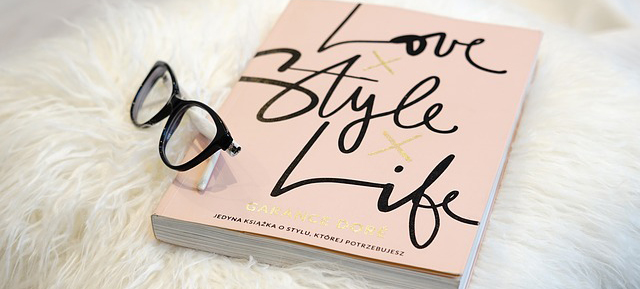 Love
×
Style
×
Life
GARANCE DORÉ
JEDYNA KSIĄŻKA O STYLU, KTÓREJ POTRZEBUJESZ